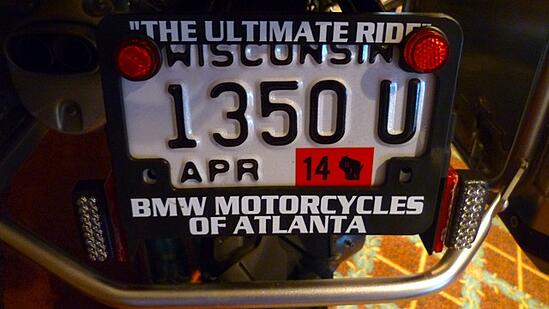 "THE ULTIMATE RIDE"
WISCONSIN
1350 U
APR 14
BMW MOTORCYCLES
OF ATLANTA